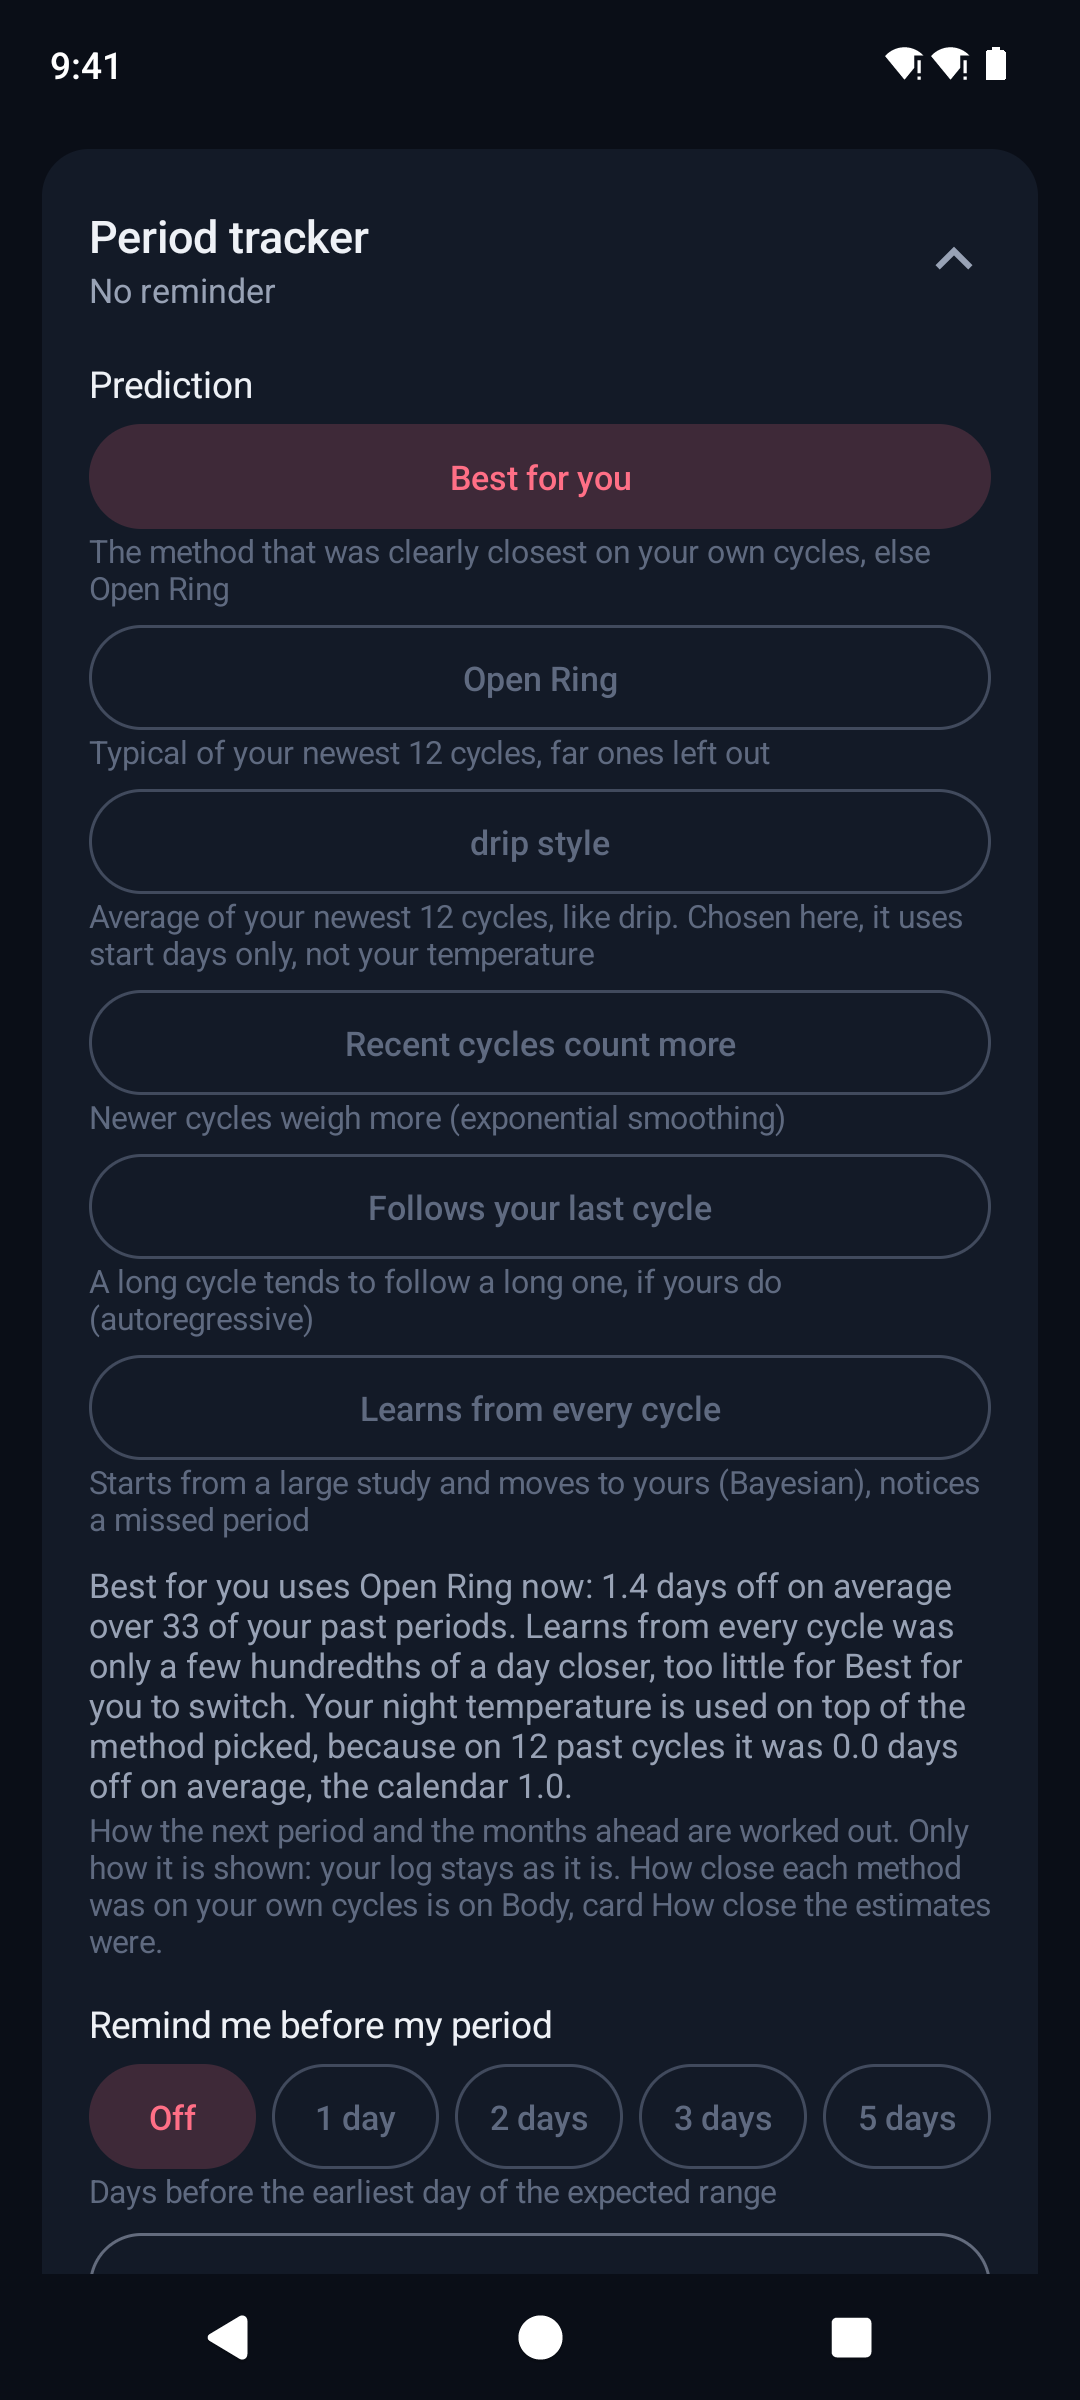 9:41
Period tracker
No reminder
Prediction
Best for you
The method that was clearly closest on your own cycles, else
Open Ring
Open Ring
Typical of your newest 12 cycles, far ones left out
drip style
Average of your newest 12 cycles, like drip. Chosen here, it uses
start days only, not your temperature
Recent cycles count more
Newer cycles weigh more (exponential smoothing)
Follows your last cycle
A long cycle tends to follow a long one, if yours do
(autoregressive)
Learns from every cycle
Starts from a large study and moves to yours (Bayesian), notices
a missed period
Best for you uses Open Ring now: 1.4 days off on average
over 33 of your past periods. Learns from every cycle was
only a few hundredths of a day closer, too little for Best for
you to switch. Your night temperature is used on top of the
method picked, because on 12 past cycles it was 0.0 days
off on average, the calendar 1.0.
How the next period and the months ahead are worked out. Only
how it is shown: your log stays as it is. How close each method
was on your own cycles is on Body, card How close the estimates
were.
Remind me before my period
Off
1 day
2 days
3 days
5 days
Days before the earliest day of the expected range